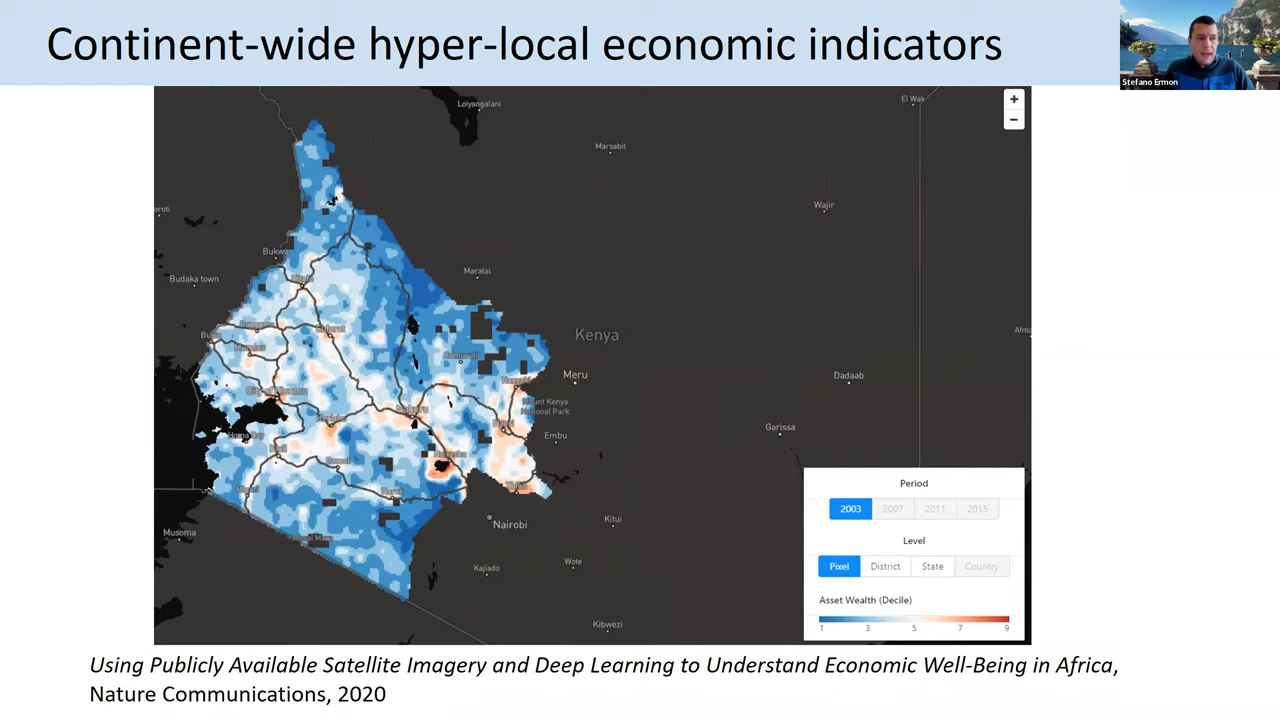 Continent-wide hyper-local economic indicators
Stefano Ermon
Loiyangalani
El Wak
Marsabit
Wajir
Bukwa
Budaka town
Maralal
Kenya
Meru
Dadaab
Mount Kenya
National Park
Garissa
Embu
Nairobi
Kitui
Musoma
Kajiado
Wote
Kibwezi
Period
2003
2007
2011
2015
Level
Pixel
District
State
Country
Asset Wealth (Decile)
1 3 5 7 9
Using Publicly Available Satellite Imagery and Deep Learning to Understand Economic Well-Being in Africa,
Nature Communications, 2020